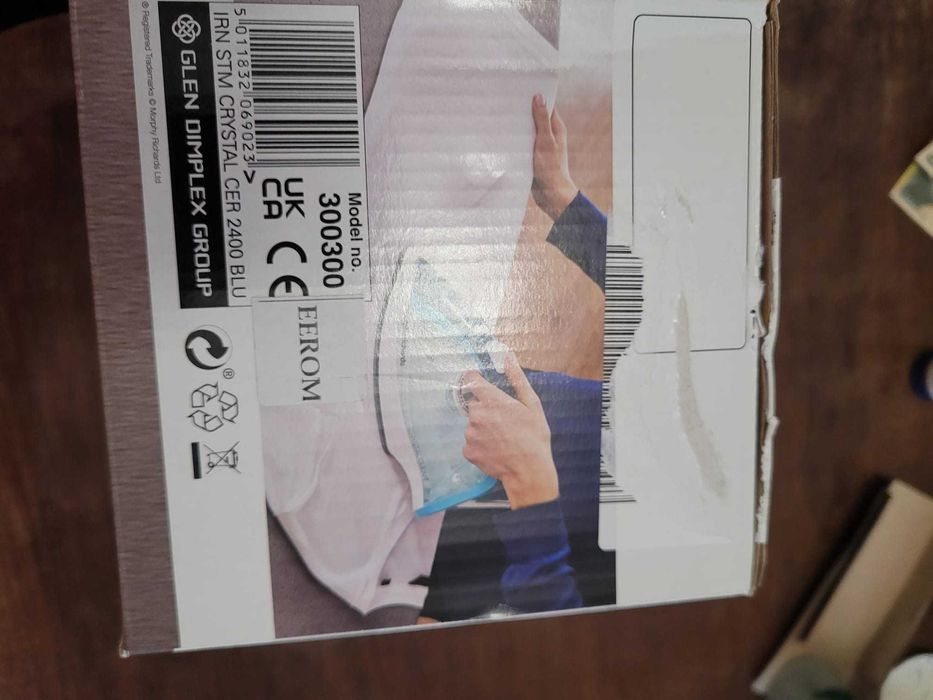 Model no.
300300
UK
CA
CE
5 011832 069023 >
IRN STM CRYSTAL CER 2400 BLU
GLEN DIMPLEX GROUP
® Registered Trademarks © Morphy Richards Ltd
EEROM
®